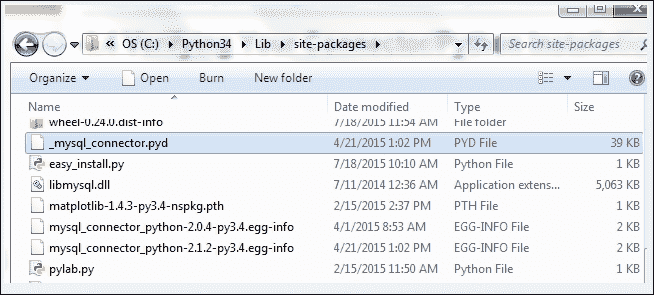 « OS (C:) ▸ Python34 ▸ Lib ▸ site-packages ▸ Search site-packages
Organize ▾ Open Burn New folder
Name Date modified Type Size
wheel-0.24.0.dist-info 7/18/2015 11:54 AM File folder
_mysql_connector.pyd 4/21/2015 1:02 PM PYD File 39 KB
easy_install.py 7/18/2015 10:10 AM Python File 1 KB
libmysql.dll 7/11/2014 12:36 AM Application extens... 5,063 KB
matplotlib-1.4.3-py3.4-nspkg.pth 2/15/2015 2:37 PM PTH File 1 KB
mysql_connector_python-2.0.4-py3.4.egg-info 4/1/2015 8:53 AM EGG-INFO File 1 KB
mysql_connector_python-2.1.2-py3.4.egg-info 4/21/2015 1:02 PM EGG-INFO File 1 KB
pylab.py 2/15/2015 11:50 AM Python File 1 KB